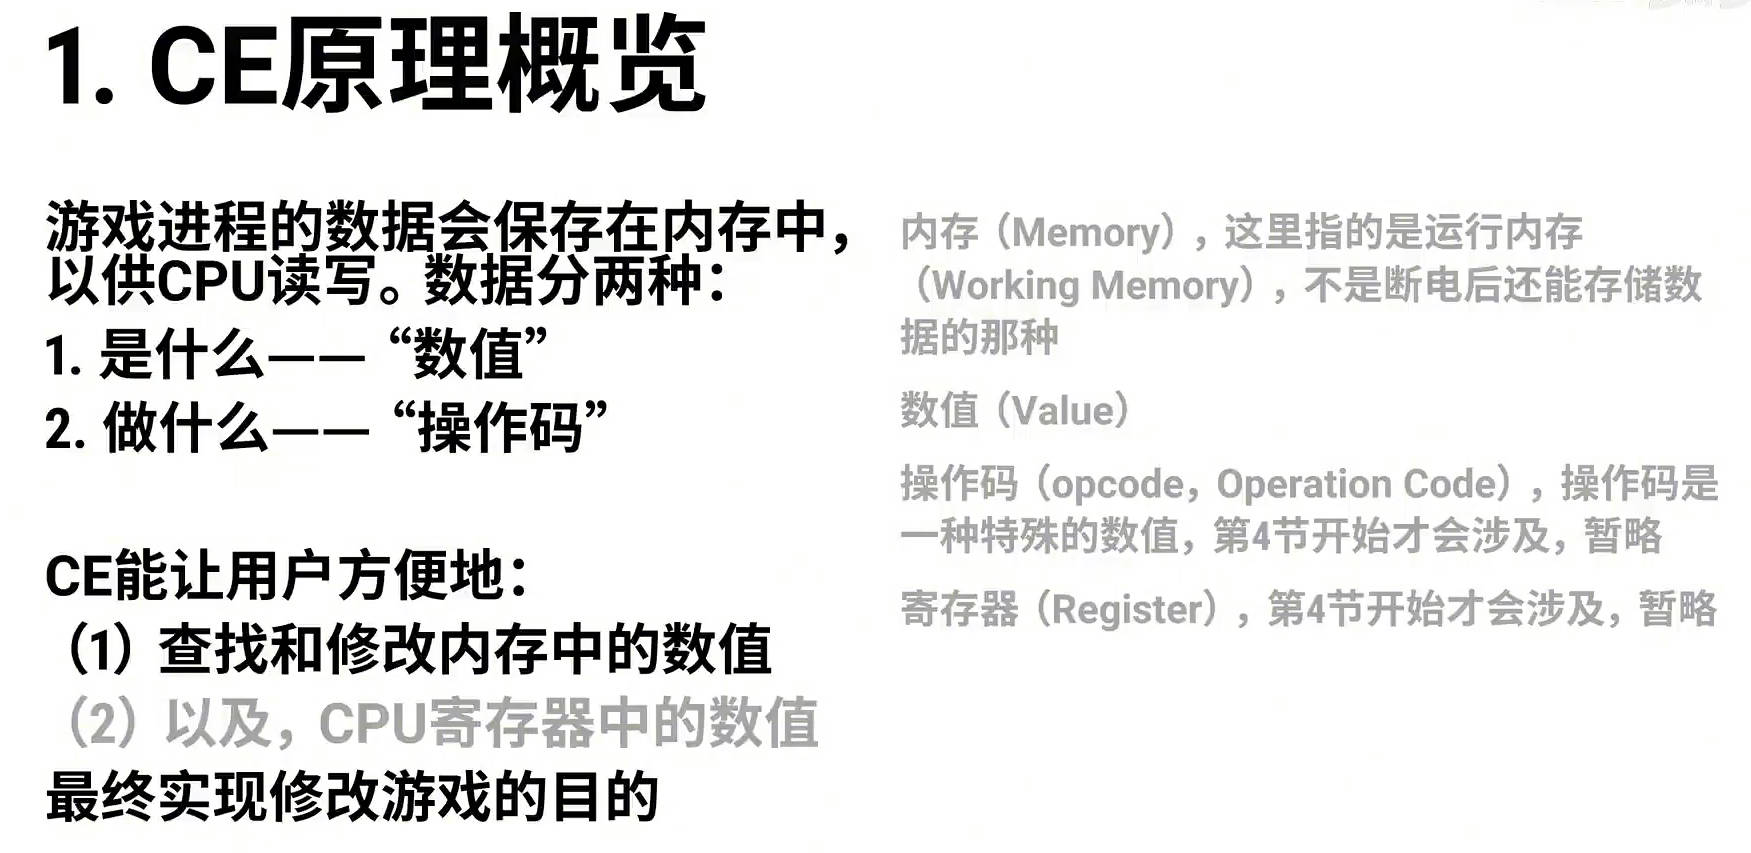 1. CE原理概览
游戏进程的数据会保存在内存中，
以供CPU读写。数据分两种：
1. 是什么——“数值”
2. 做什么——“操作码”
CE能让用户方便地：
（1）查找和修改内存中的数值
（2）以及，CPU寄存器中的数值
最终实现修改游戏的目的
内存（Memory），这里指的是运行内存
（Working Memory），不是断电后还能存储数
据的那种
数值（Value）
操作码（opcode，Operation Code），操作码是
一种特殊的数值，第4节开始才会涉及，暂略
寄存器（Register），第4节开始才会涉及，暂略